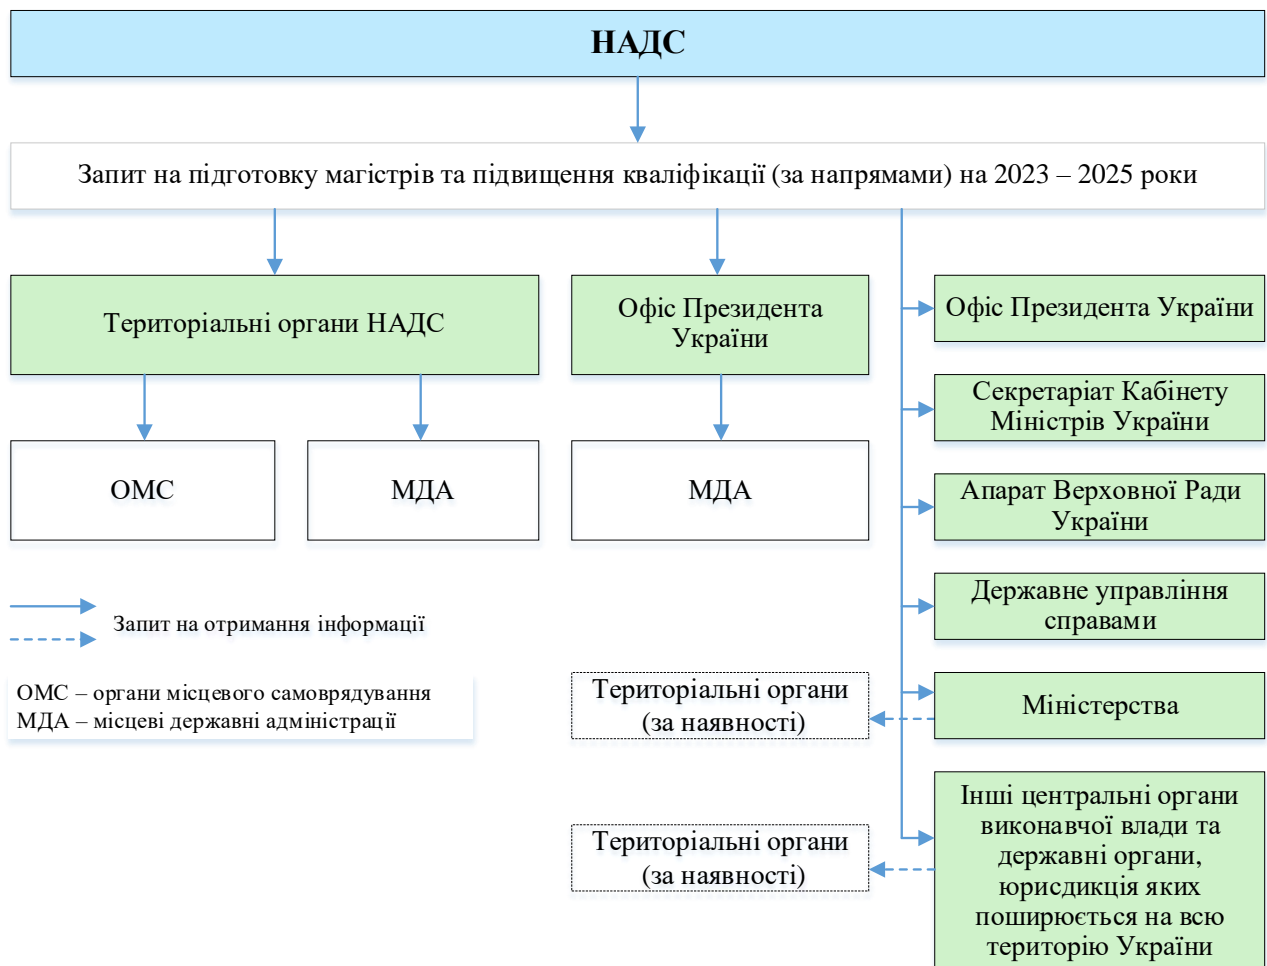 НАДС
Запит на підготовку магістрів та підвищення кваліфікації (за напрямами) на 2023 – 2025 роки
Територіальні органи НАДС
Офіс Президента
України
ОМС
МДА
МДА
Офіс Президента України
Секретаріат Кабінету
Міністрів України
Апарат Верховної Ради
України
Державне управління
справами
Міністерства
Територіальні органи
(за наявності)
Інші центральні органи
виконавчої влади та
державні органи,
юрисдикція яких
поширюється на всю
територію України
Територіальні органи
(за наявності)
Запит на отримання інформації
ОМС – органи місцевого самоврядування
МДА – місцеві державні адміністрації